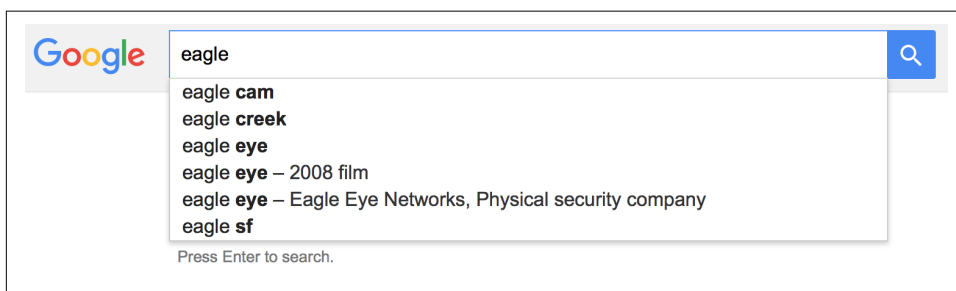 Google eagle
eagle cam
eagle creek
eagle eye
eagle eye – 2008 film
eagle eye – Eagle Eye Networks, Physical security company
eagle sf
Press Enter to search.